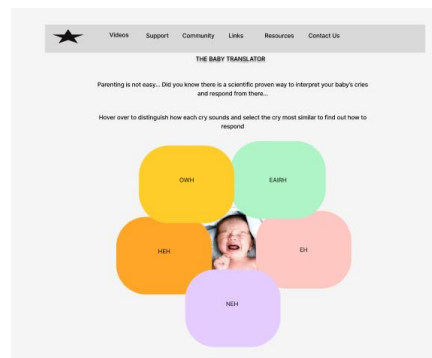 Videos Support Community Links Resources Contact Us
THE BABY TRANSLATOR
Parenting is not easy... Did you know there is a scientific proven way to interpret your baby's cries
and respond from there...
Hover over to distinguish how each cry sounds and select the cry most similar to find out how to
respond
OWH EAIRH
HEH EH
NEH